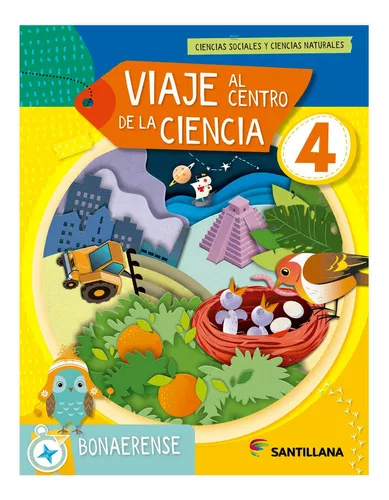 CIENCIAS SOCIALES Y CIENCIAS NATURALES
VIAJE AL CENTRO
DE LA CIENCIA
4
BONAERENSE
SANTILLANA